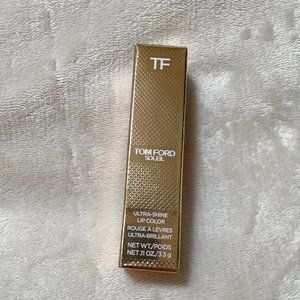 TF
TOM FORD
SOLEIL
ULTRA-SHINE
LIP COLOR
ROUGE À LÈVRES
ULTRA-BRILLANT
NET WT./POIDS
NET .11 OZ./3.3 g